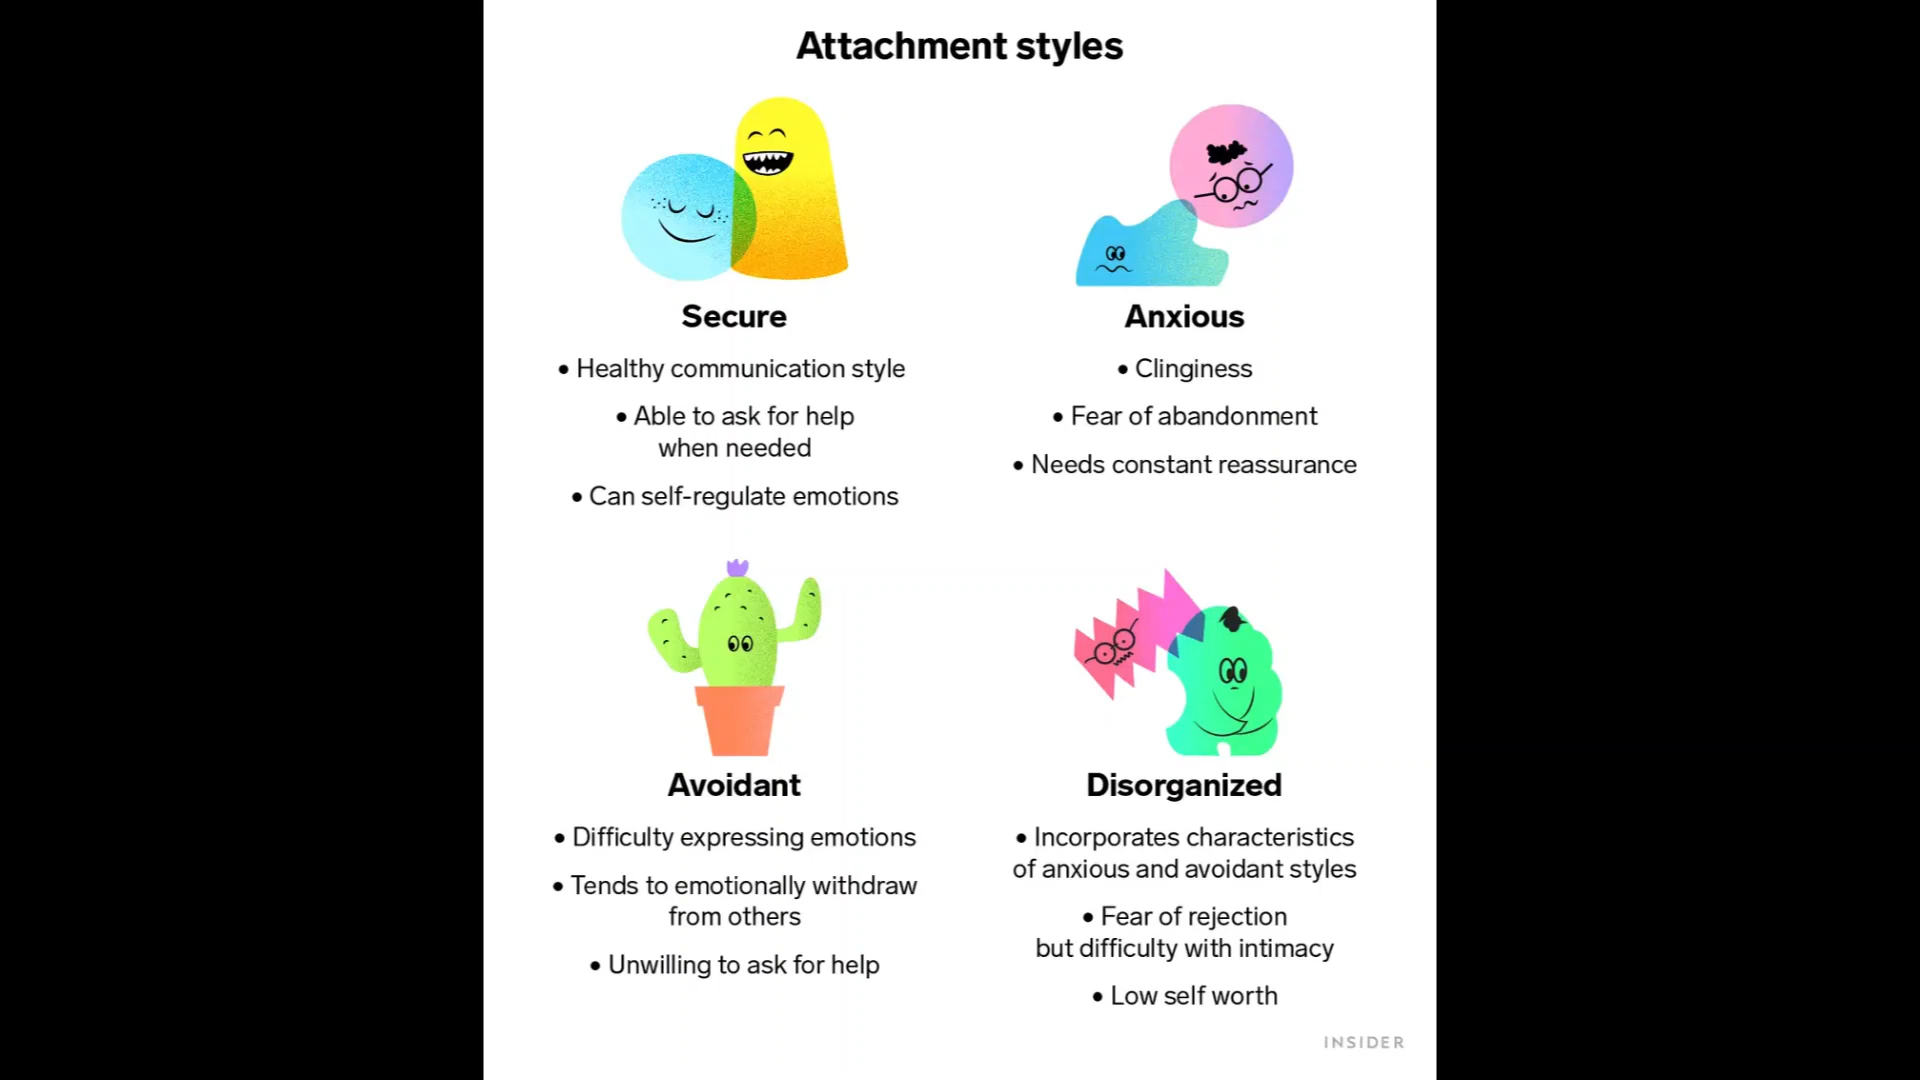 Attachment styles
Secure
• Healthy communication style
• Able to ask for help
when needed
• Can self-regulate emotions
Anxious
• Clinginess
• Fear of abandonment
• Needs constant reassurance
Avoidant
• Difficulty expressing emotions
• Tends to emotionally withdraw
from others
• Unwilling to ask for help
Disorganized
• Incorporates characteristics
of anxious and avoidant styles
• Fear of rejection
but difficulty with intimacy
• Low self worth
INSIDER